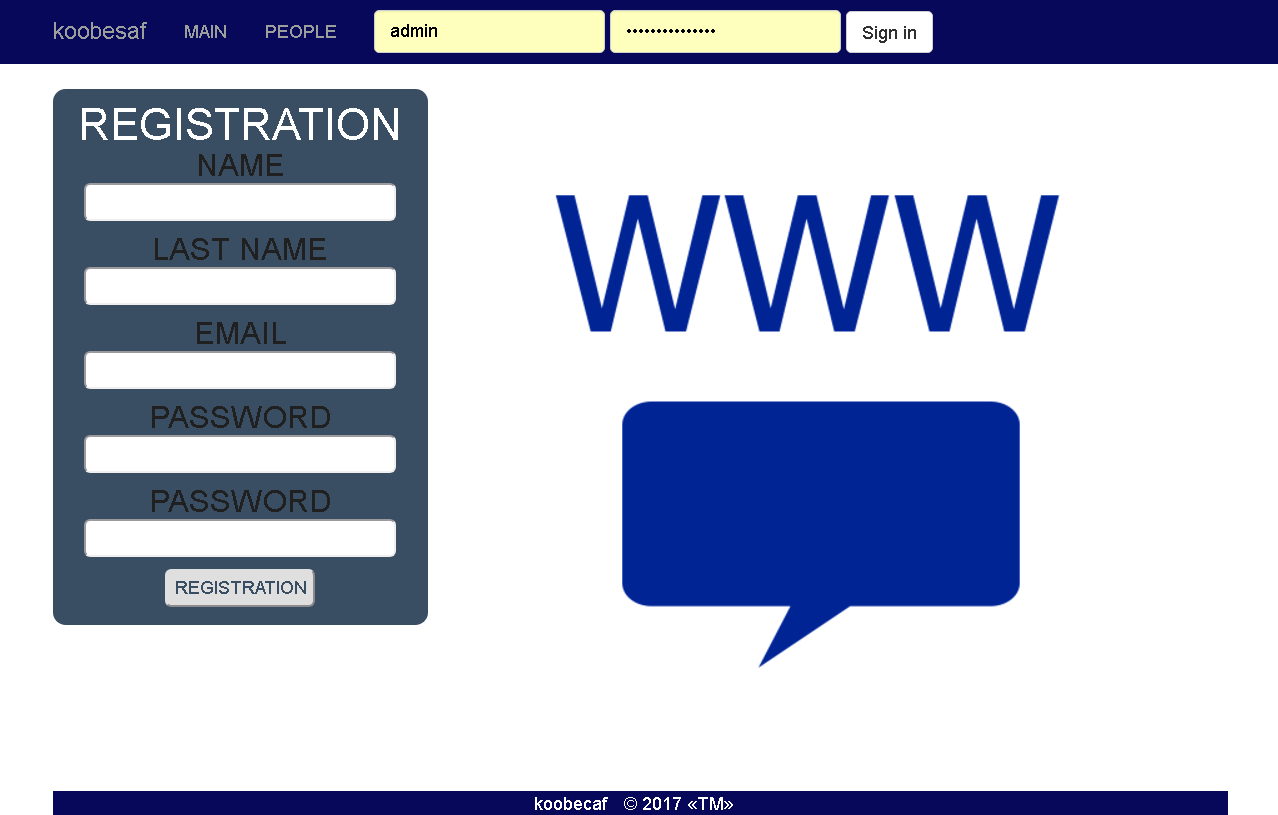 koobesaf MAIN PEOPLE admin ••••••••••••••• Sign in
REGISTRATION
NAME
LAST NAME
EMAIL
PASSWORD
PASSWORD
REGISTRATION
WWW
koobecaf © 2017 «TM»